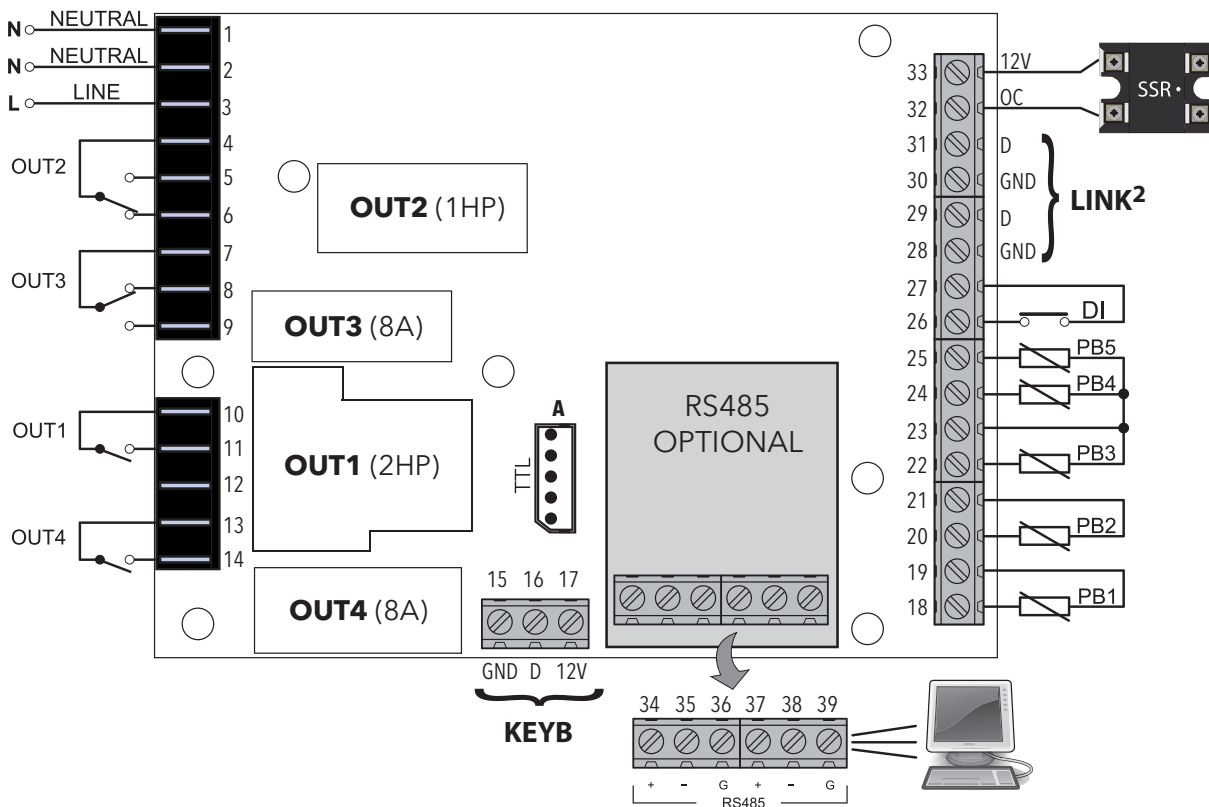 N NEUTRAL 1
N NEUTRAL 2
L LINE 3
4
OUT2 5
6
7
OUT3 8
9
10
OUT1 11
12
13
OUT4 14
OUT2 (1HP)
OUT3 (8A)
OUT1 (2HP)
OUT4 (8A)
A
TTL
15 16 17
GND D 12V
KEYB
RS485
OPTIONAL
33 12V
32 OC
SSR
31 D
30 GND
29 D
28 GND
LINK²
27
26 DI
25 PB5
24 PB4
23
22 PB3
21
20 PB2
19
18 PB1
34 35 36 37 38 39
+ - G + - G
RS485